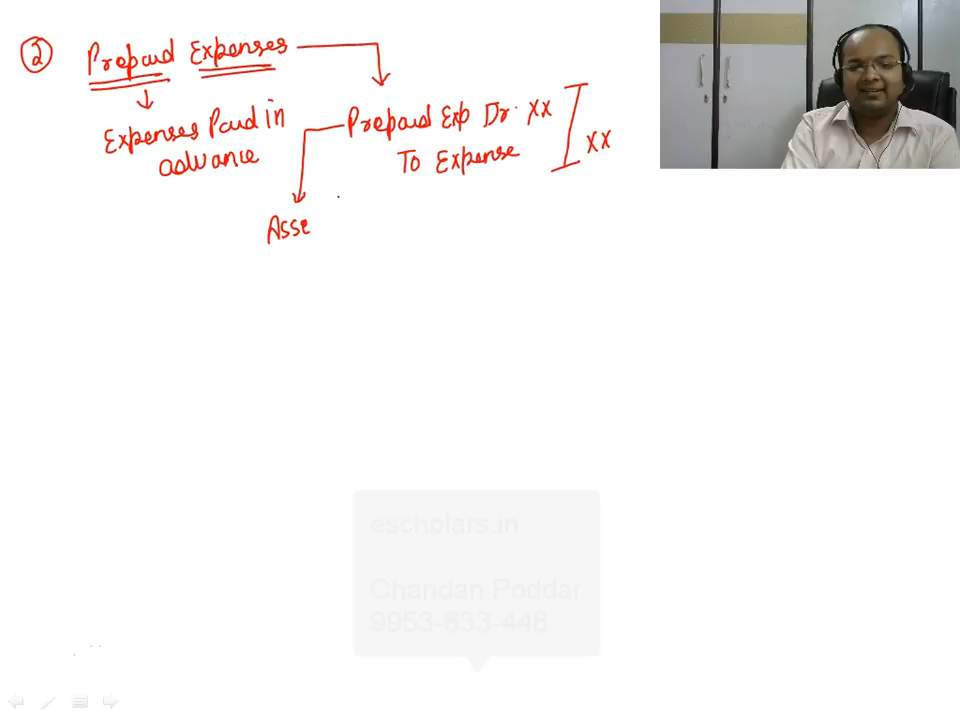 ② Prepaid Expenses
Expenses Paid in
advance
Prepaid Exp Dr. XX
To Expense
XX
Asse
escholars.in
Chandan Poddar
9953-633-448